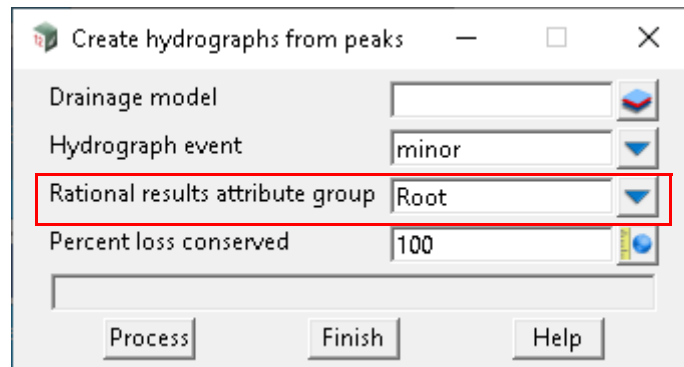 Create hydrographs from peaks
Drainage model
Hydrograph event minor
Rational results attribute group Root
Percent loss conserved 100
Process Finish Help